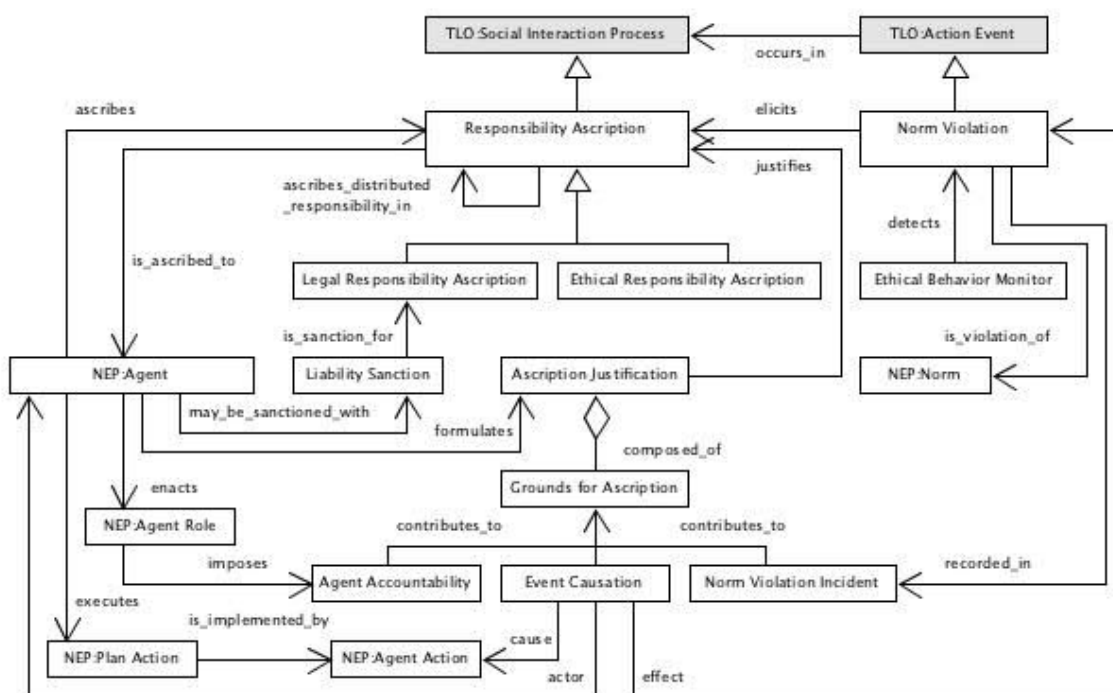 TLO:Social Interaction Process
TLO:Action Event
occurs_in
ascribes
elicits
Responsibility Ascription
Norm Violation
justifies
ascribes_distributed
_responsibility_in
detects
is_ascribed_to
Legal Responsibility Ascription
Ethical Responsibility Ascription
Ethical Behavior Monitor
is_sanction_for
is_violation_of
NEP:Agent
Liability Sanction
Ascription Justification
NEP:Norm
may_be_sanctioned_with
formulates
composed_of
enacts
Grounds for Ascription
NEP:Agent Role
contributes_to
contributes_to
imposes
recorded_in
Agent Accountability
Event Causation
Norm Violation Incident
executes
is_implemented_by
cause
NEP:Plan Action
NEP:Agent Action
actor
effect